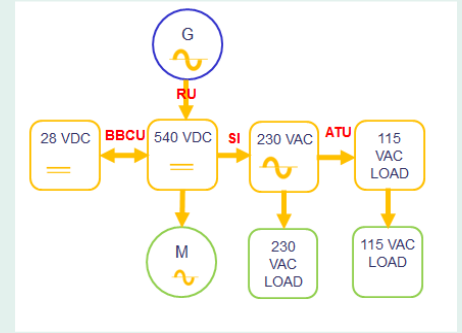 G
RU
28 VDC
BBCU
540 VDC
SI
230 VAC
ATU
115
VAC
LOAD
M
230
VAC
LOAD
115 VAC
LOAD